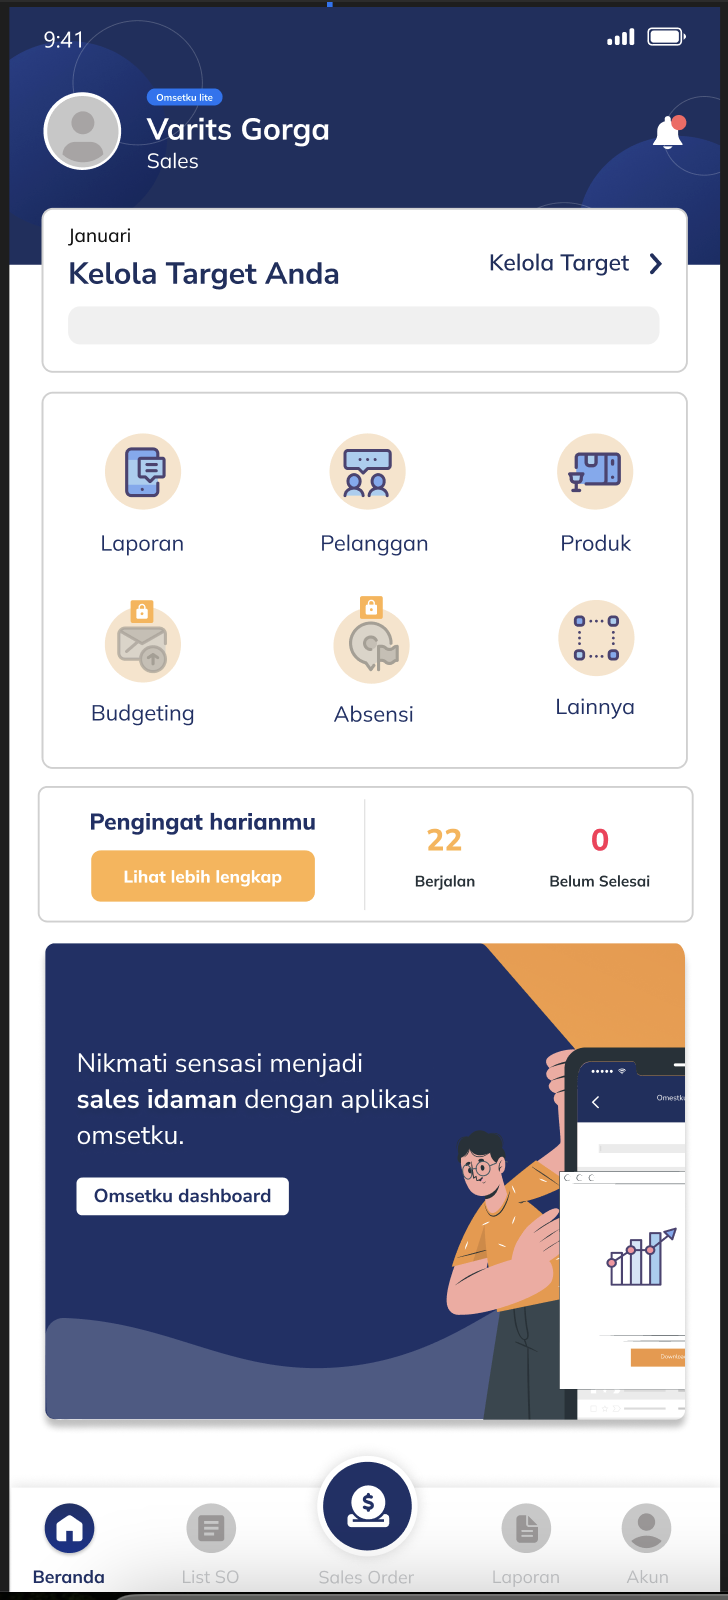 9:41
Omsetku lite
Varits Gorga
Sales
Januari
Kelola Target Anda
Kelola Target
Laporan
Pelanggan
Produk
Budgeting
Absensi
Lainnya
Pengingat harianmu
Lihat lebih lengkap
22
Berjalan
0
Belum Selesai
Nikmati sensasi menjadi
sales idaman dengan aplikasi
omsetku.
Omsetku dashboard
Beranda
List SO
Sales Order
Laporan
Akun